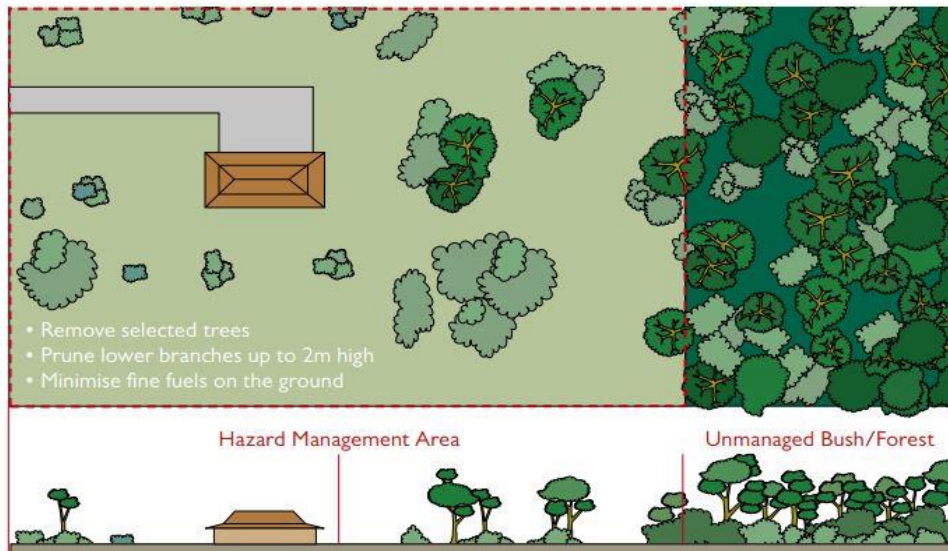 • Remove selected trees
• Prune lower branches up to 2m high
• Minimise fine fuels on the ground
Hazard Management Area
Unmanaged Bush/Forest